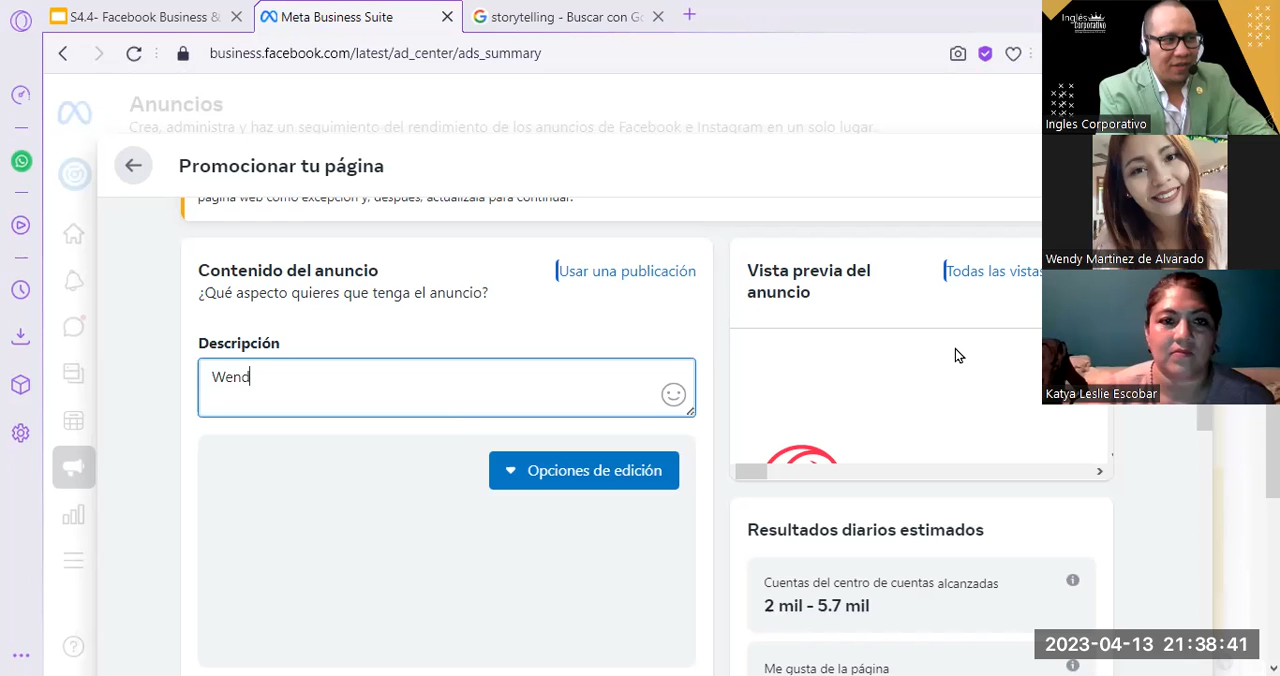 S4.4- Facebook Business &
Meta Business Suite
storytelling - Buscar con Go
business.facebook.com/latest/ad_center/ads_summary
Anuncios
Crea, administra y haz un seguimiento del rendimiento de los anuncios de Facebook e Instagram en un solo lugar.
Promocionar tu página
página web como excepción y, después, actualízala para continuar.
Contenido del anuncio
Usar una publicación
¿Qué aspecto quieres que tenga el anuncio?
Descripción
Wend
Opciones de edición
Vista previa del
anuncio
Todas las vistas
Resultados diarios estimados
Cuentas del centro de cuentas alcanzadas
2 mil - 5.7 mil
Me gusta de la página
Inglés
Corporativo
Ingles Corporativo
Wendy Martinez de Alvarado
Katya Leslie Escobar
2023-04-13 21:38:41